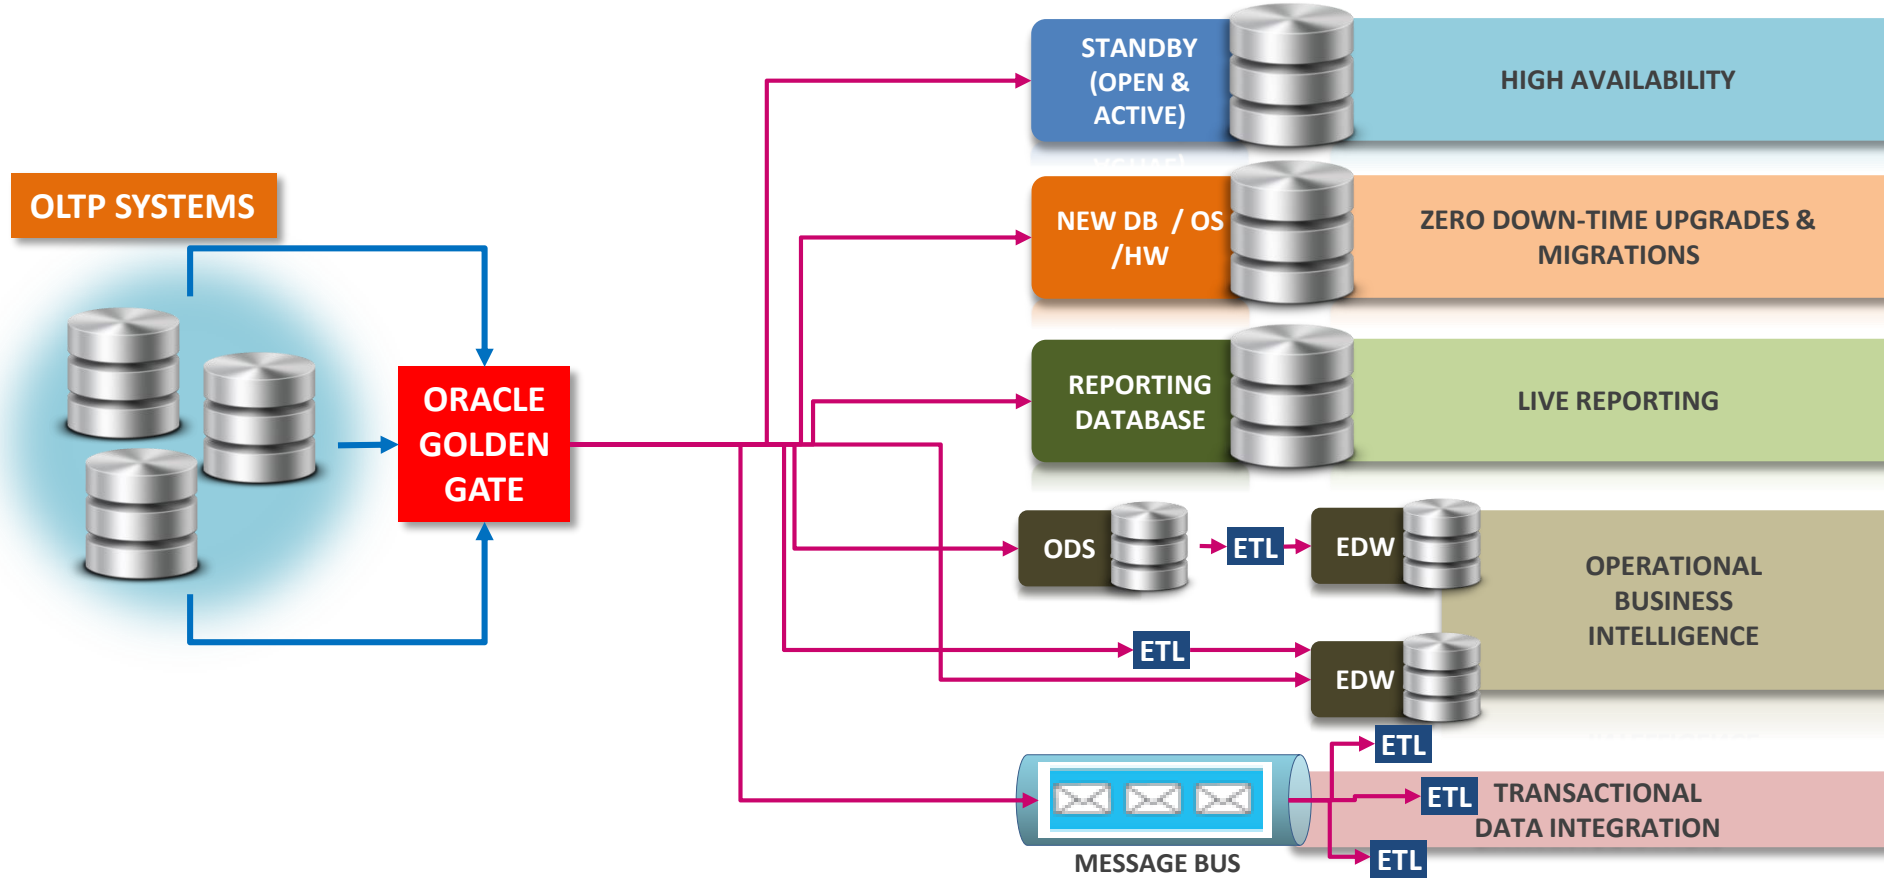 STANDBY
(OPEN &
ACTIVE)
HIGH AVAILABILITY
OLTP SYSTEMS
NEW DB / OS
/HW
ZERO DOWN-TIME UPGRADES &
MIGRATIONS
ORACLE
GOLDEN
GATE
REPORTING
DATABASE
LIVE REPORTING
ODS
ETL
EDW
OPERATIONAL
BUSINESS
INTELLIGENCE
ETL
EDW
ETL
ETL
ETL
TRANSACTIONAL
DATA INTEGRATION
MESSAGE BUS